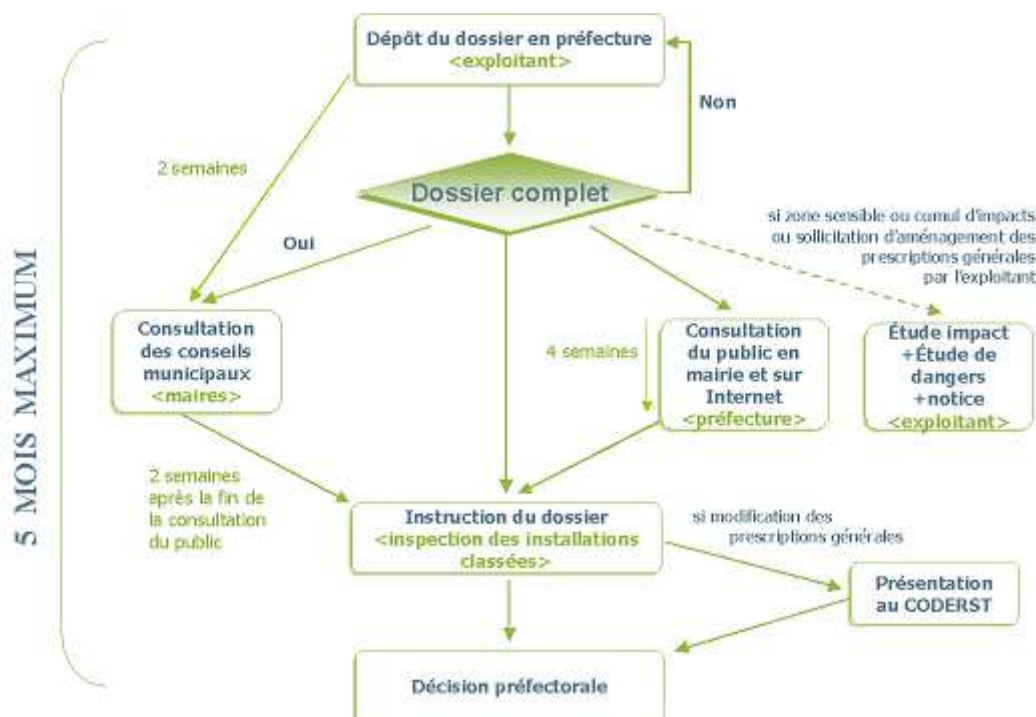 Dépôt du dossier en préfecture
<exploitant>
Non
2 semaines
Dossier complet
Oui
si zone sensible ou cumul d'impacts
ou sollicitation d'aménagement des
prescriptions générales
par l'exploitant
5 MOIS MAXIMUM
Consultation
des conseils
municipaux
<maires>
4 semaines
Consultation
du public en
mairie et sur
Internet
<préfecture>
Étude impact
+Étude de
dangers
+notice
<exploitant>
2 semaines
après la fin de
la consultation
du public
Instruction du dossier
<inspection des installations
classées>
si modification des
prescriptions générales
Présentation
au CODERST
Décision préfectorale